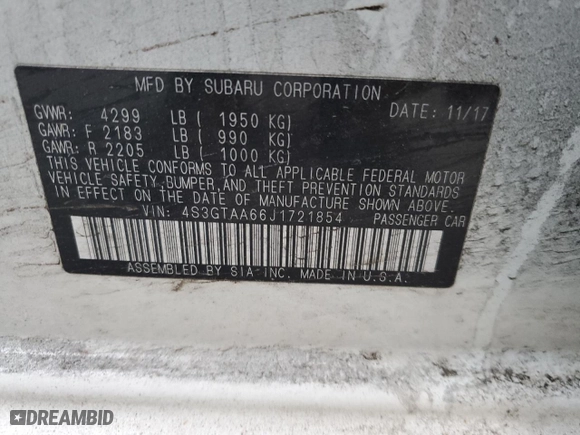 MFD BY SUBARU CORPORATION
GVWR: 4299 LB ( 1950 KG) DATE: 11/17
GAWR: F 2183 LB ( 990 KG)
GAWR: R 2205 LB ( 1000 KG)
THIS VEHICLE CONFORMS TO ALL APPLICABLE FEDERAL MOTOR
VEHICLE SAFETY,BUMPER,AND THEFT PREVENTION STANDARDS
IN EFFECT ON THE DATE OF MANUFACTURE SHOWN ABOVE.
VIN: 4S3GTAA66J1721854 PASSENGER CAR
ASSEMBLED BY SIA INC. MADE IN U.S.A.
DREAMBID